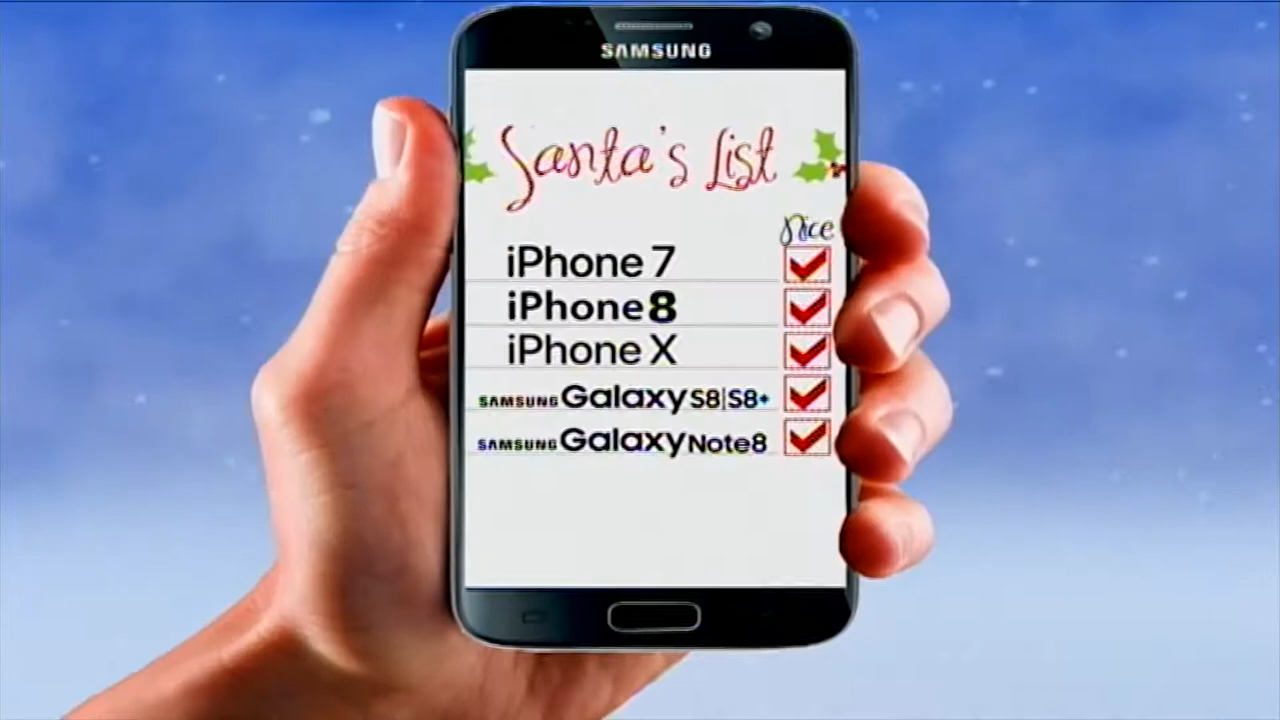 SAMSUNG
Santa's List
Nice
iPhone 7
iPhone 8
iPhone X
SAMSUNG Galaxy S8|S8+
SAMSUNG Galaxy Note8